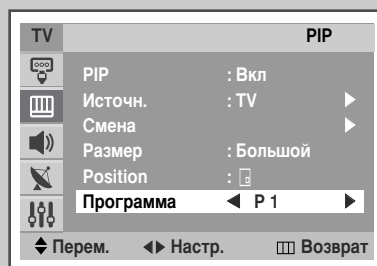 TV PIP
PIP : Вкл
Источн. : TV
Смена
Размер : Большой
Position :
Программа P 1
Перем. Настр. Возврат